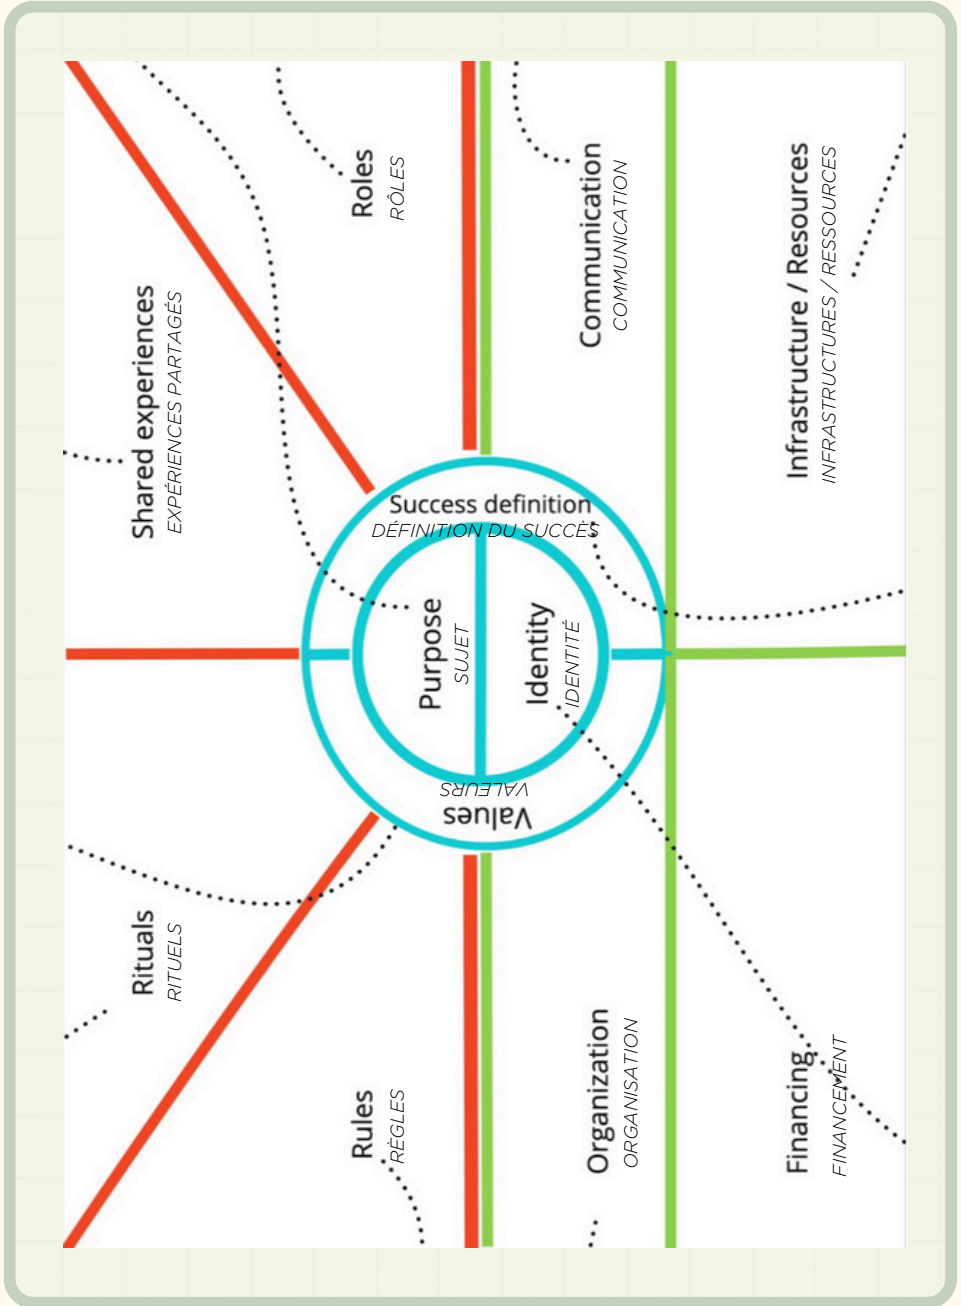 Shared experiences
EXPÉRIENCES PARTAGÉS
Rituals
RITUELS
Roles
RÔLES
Rules
RÈGLES
Success definition
DÉFINITION DU SUCCÈS
Purpose
SUJET
Identity
IDENTITÉ
Values
VALEURS
Communication
COMMUNICATION
Organization
ORGANISATION
Infrastructure / Resources
INFRASTRUCTURES / RESSOURCES
Financing
FINANCEMENT